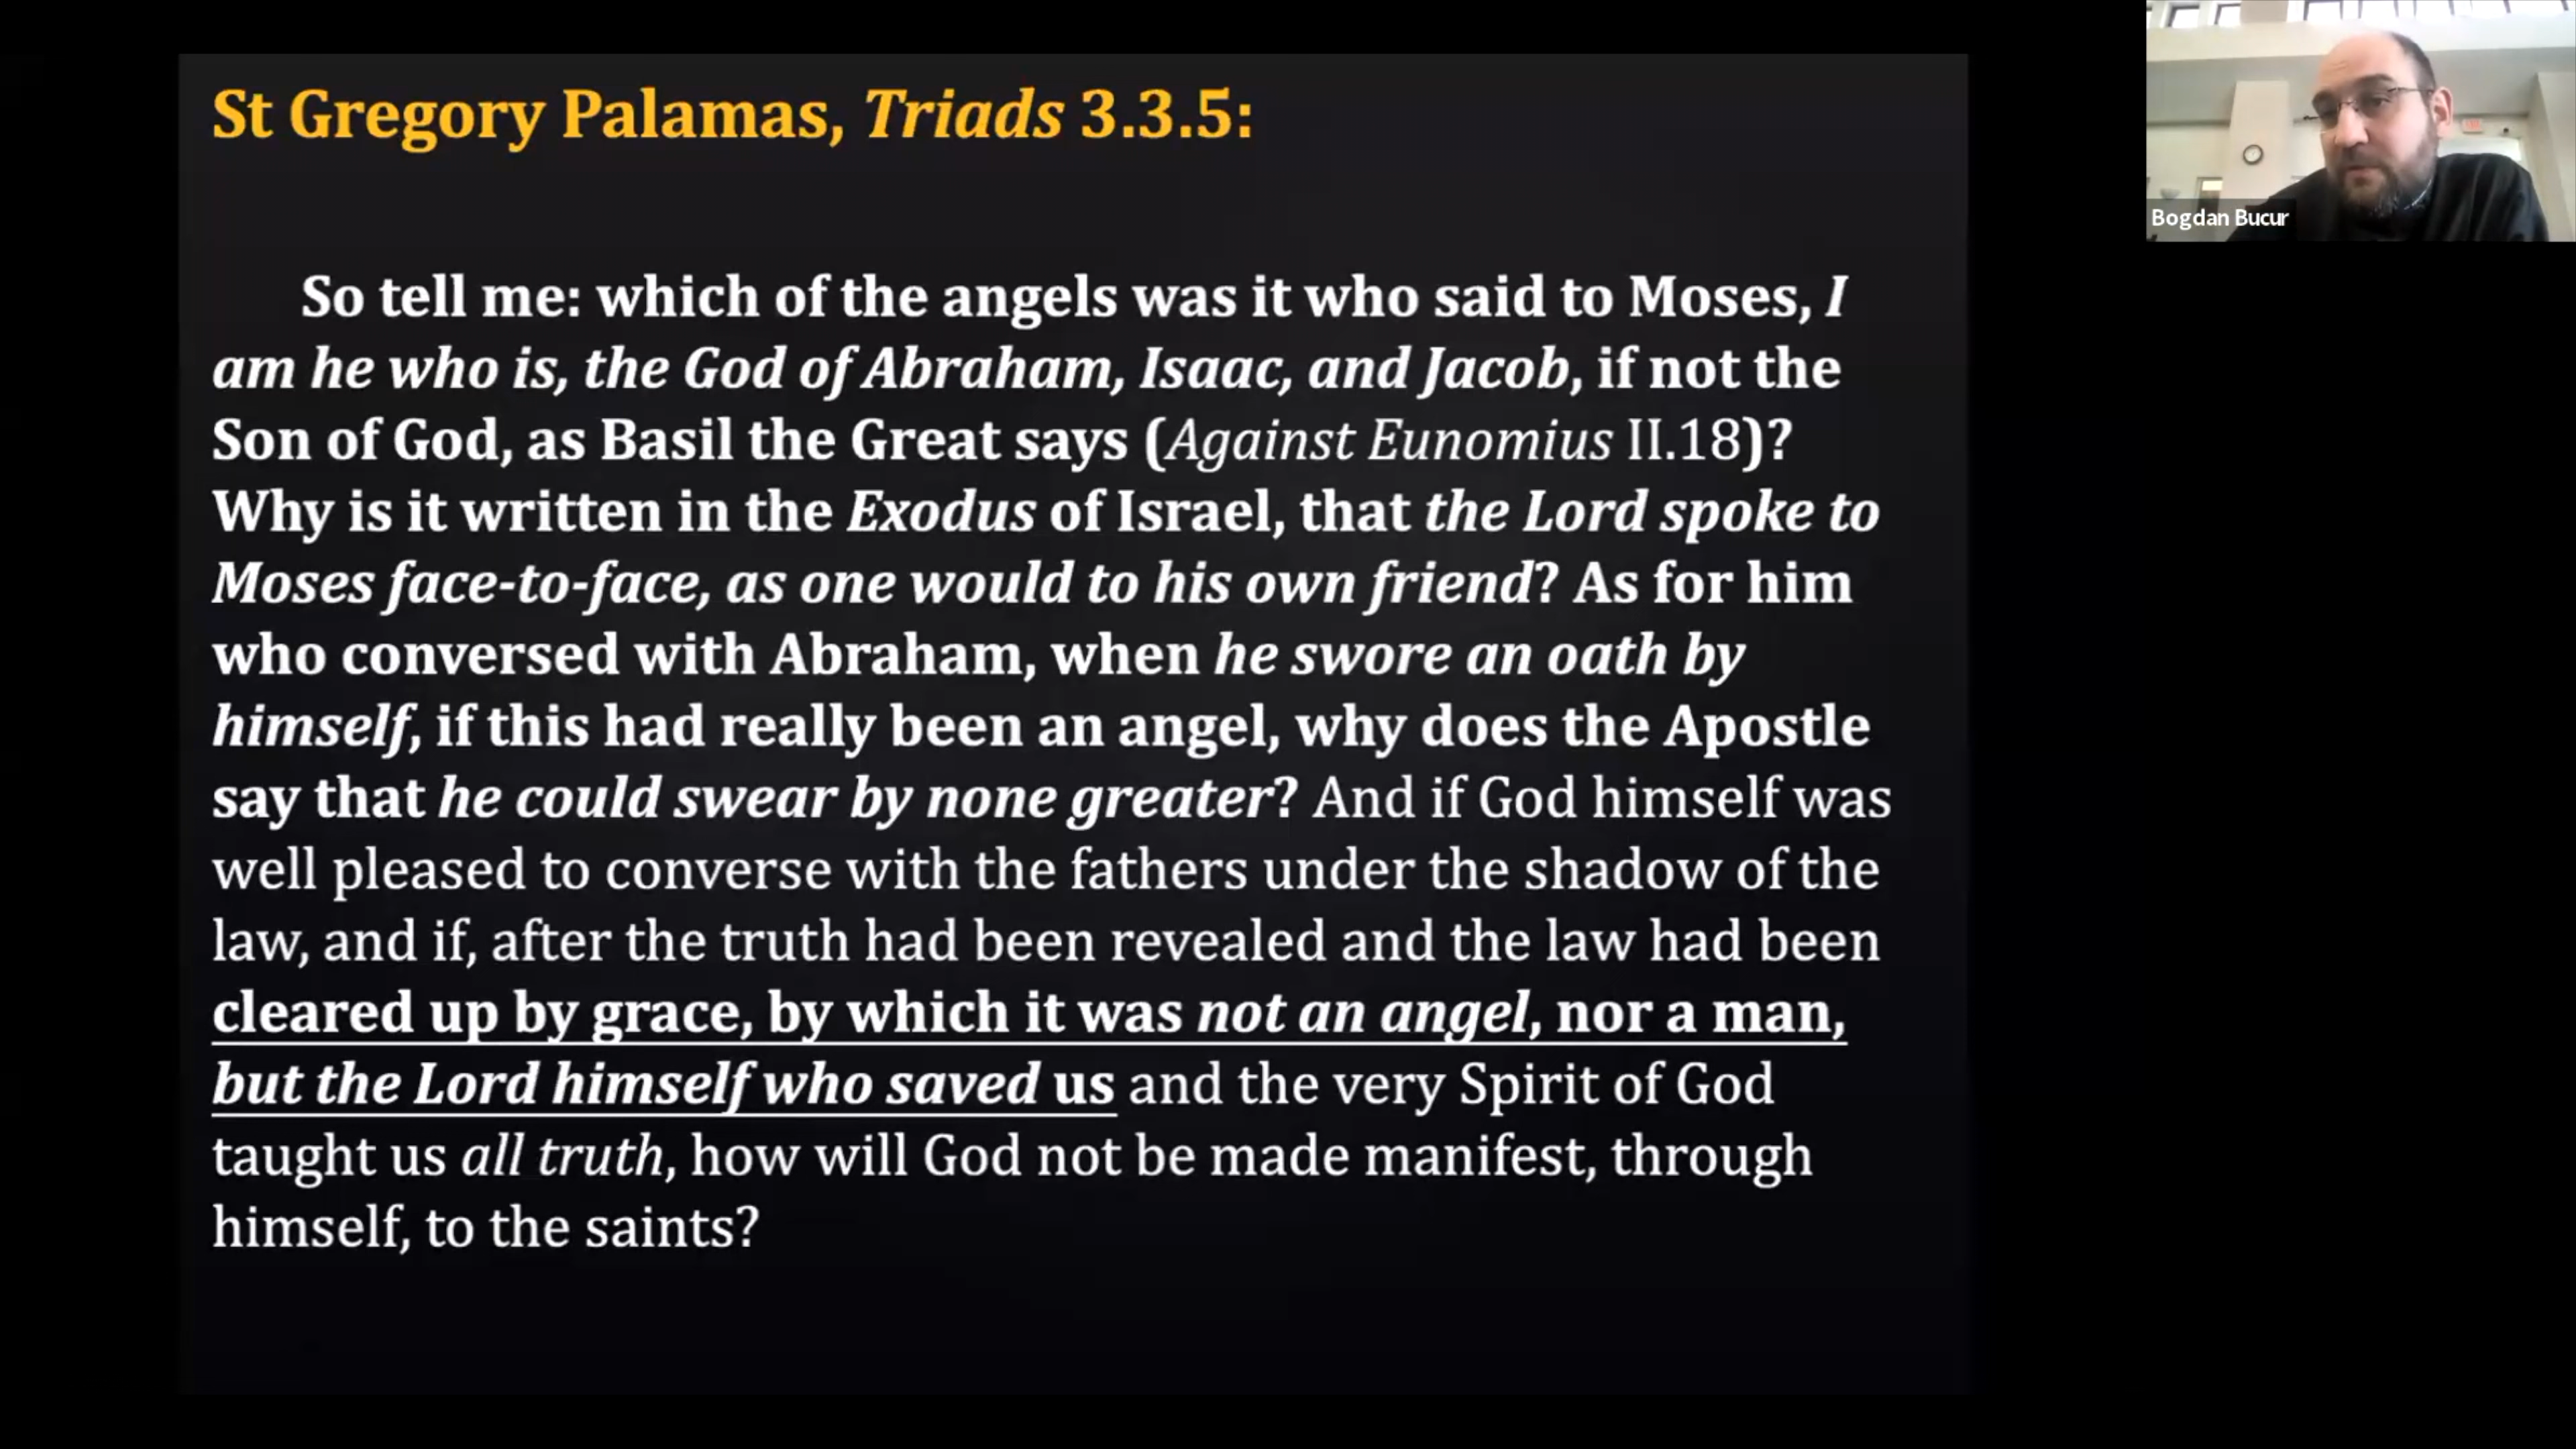 St Gregory Palamas, Triads 3.3.5:
So tell me: which of the angels was it who said to Moses, I
am he who is, the God of Abraham, Isaac, and Jacob, if not the
Son of God, as Basil the Great says (Against Eunomius II.18)?
Why is it written in the Exodus of Israel, that the Lord spoke to
Moses face-to-face, as one would to his own friend? As for him
who conversed with Abraham, when he swore an oath by
himself, if this had really been an angel, why does the Apostle
say that he could swear by none greater? And if God himself was
well pleased to converse with the fathers under the shadow of the
law, and if, after the truth had been revealed and the law had been
cleared up by grace, by which it was not an angel, nor a man,
but the Lord himself who saved us and the very Spirit of God
taught us all truth, how will God not be made manifest, through
himself, to the saints?
Bogdan Bucur